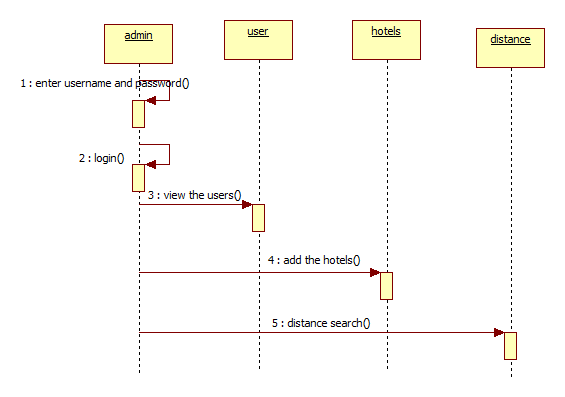 admin
user
hotels
distance
1 : enter username and password()
2 : login()
3 : view the users()
4 : add the hotels()
5 : distance search()